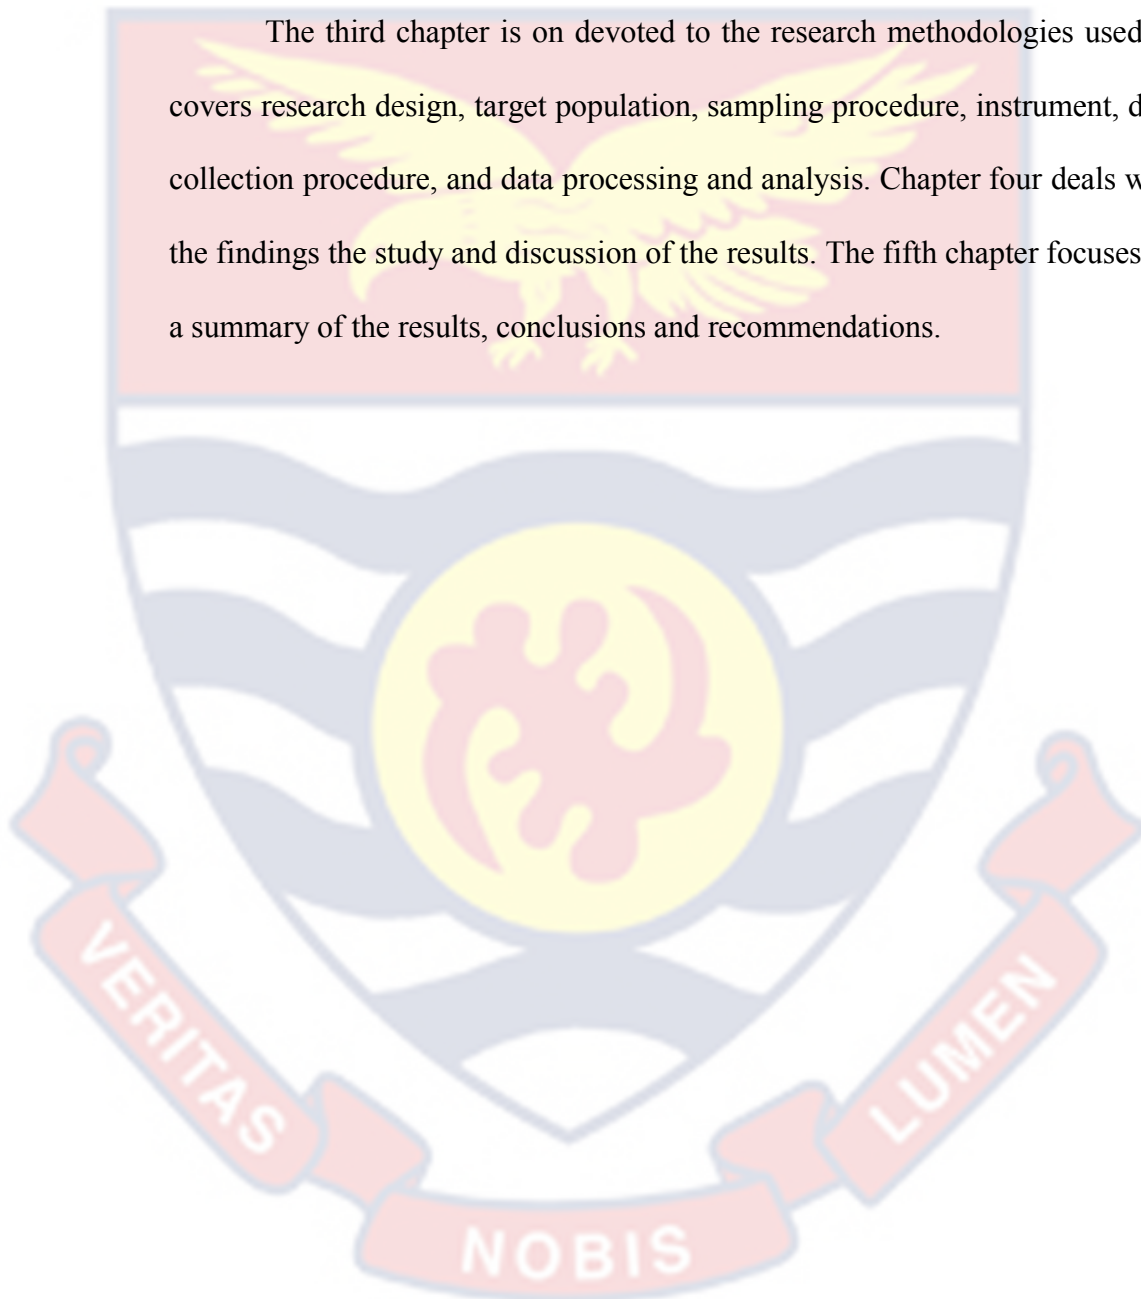 The third chapter is on devoted to the research methodologies used
covers research design, target population, sampling procedure, instrument, d
collection procedure, and data processing and analysis. Chapter four deals w
the findings the study and discussion of the results. The fifth chapter focuses
a summary of the results, conclusions and recommendations.
VERITAS
NOBIS
LUMEN